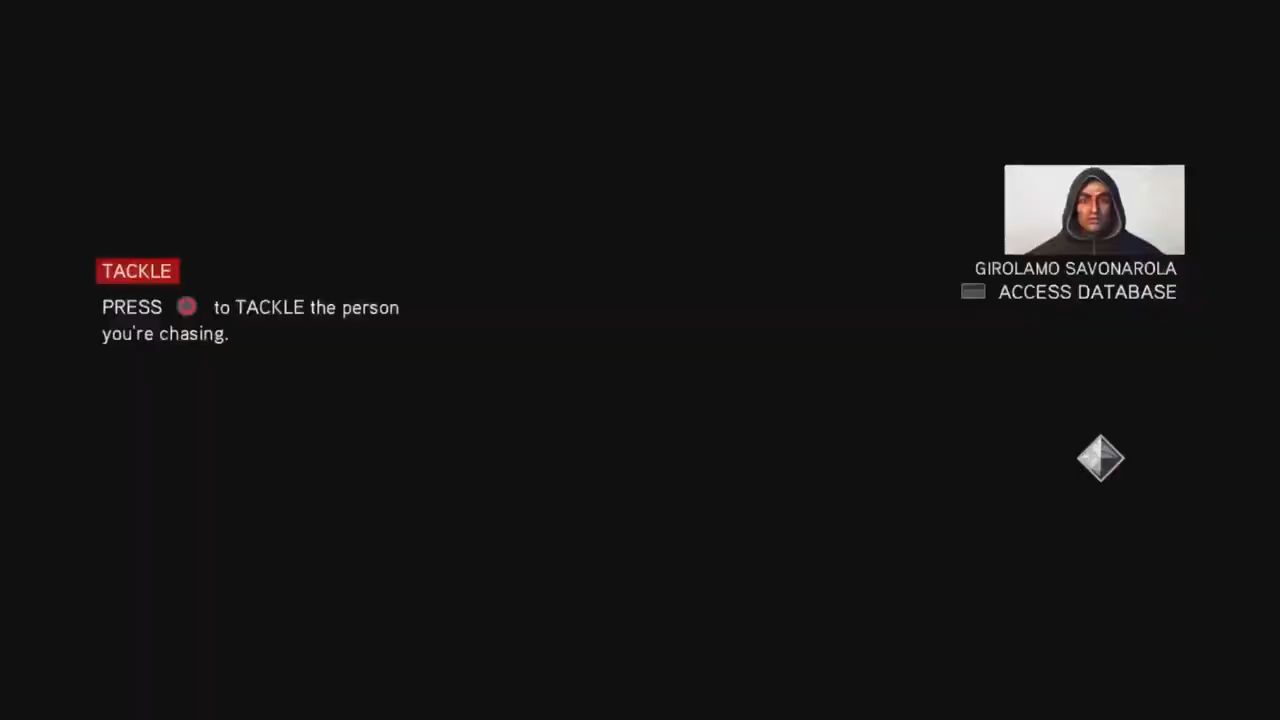 TACKLE
PRESS to TACKLE the person
you're chasing.
GIROLAMO SAVONAROLA
ACCESS DATABASE